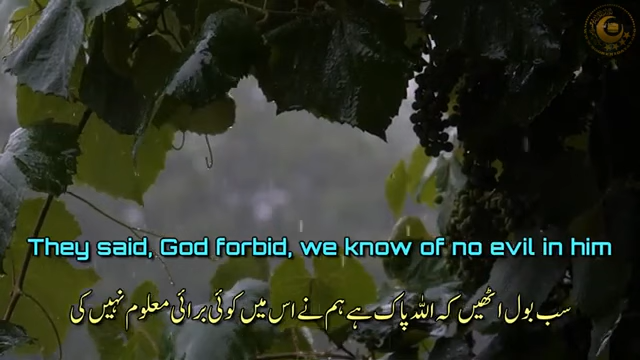 They said, God forbid, we know of no evil in him
سب بول اٹھیں کہ اللہ پاک ہے ہم نے اس میں کوئی برائی معلوم نہیں کی